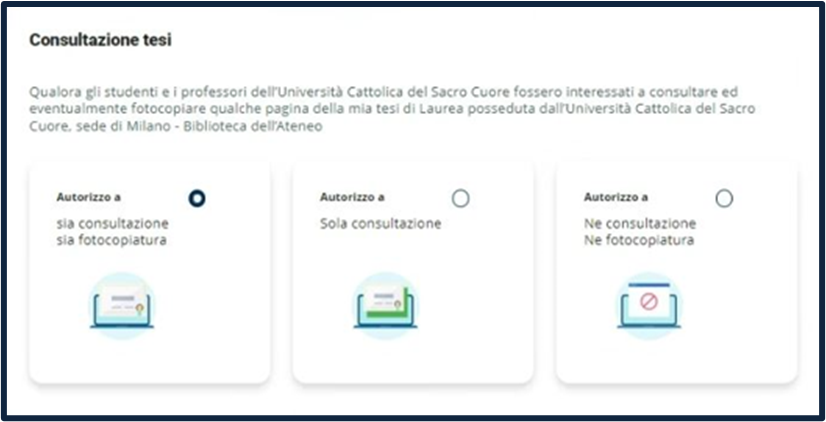 Consultazione tesi
Qualora gli studenti e i professori dell'Università Cattolica del Sacro Cuore fossero interessati a consultare ed
eventualmente fotocopiare qualche pagina della mia tesi di Laurea posseduta dall'Università Cattolica del Sacro
Cuore, sede di Milano - Biblioteca dell'Ateneo
Autorizzo a
sia consultazione
sia fotocopiatura
Autorizzo a
Sola consultazione
Autorizzo a
Ne consultazione
Ne fotocopiatura